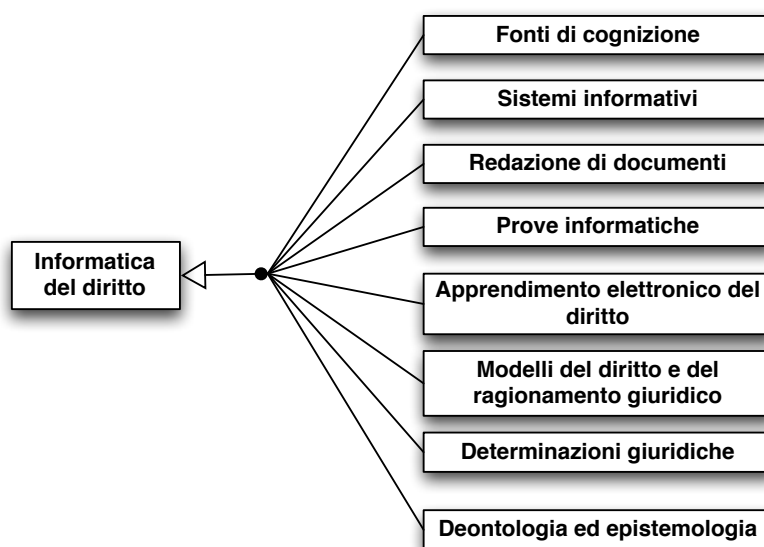 Fonti di cognizione
Sistemi informativi
Redazione di documenti
Prove informatiche
Informatica
del diritto
Apprendimento elettronico del
diritto
Modelli del diritto e del
ragionamento giuridico
Determinazioni giuridiche
Deontologia ed epistemologia